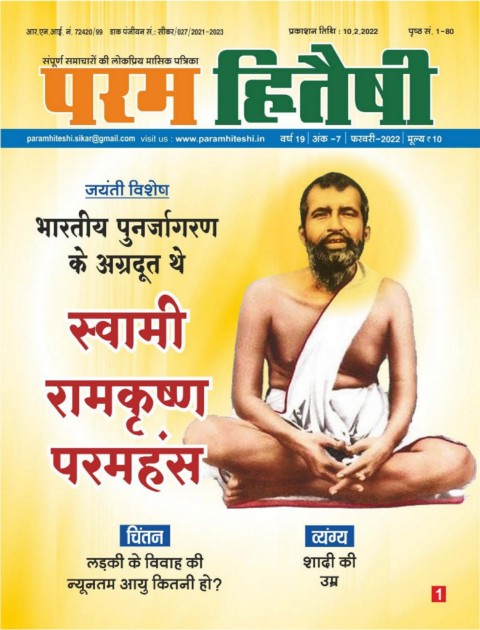 आर.एन.आई. नं. 72420/99 डाक पंजीयन सं.: सीकर/027/2021-2023 प्रकाशन तिथि : 10.2.2022 पृष्ठ सं. 1-80
संपूर्ण समाचारों की लोकप्रिय मासिक पत्रिका
परम हितैषी
paramhiteshi.sikar@gmail.com visit us : www.paramhiteshi.in वर्ष 19 | अंक -7 | फरवरी-2022 | मूल्य ₹ 10
जयंती विशेष
भारतीय पुनर्जागरण
के अग्रदूत थे
स्वामी
रामकृष्ण
परमहंस
चिंतन
लड़की के विवाह की
न्यूनतम आयु कितनी हो?
व्यंग्य
शादी की
उम्र
1